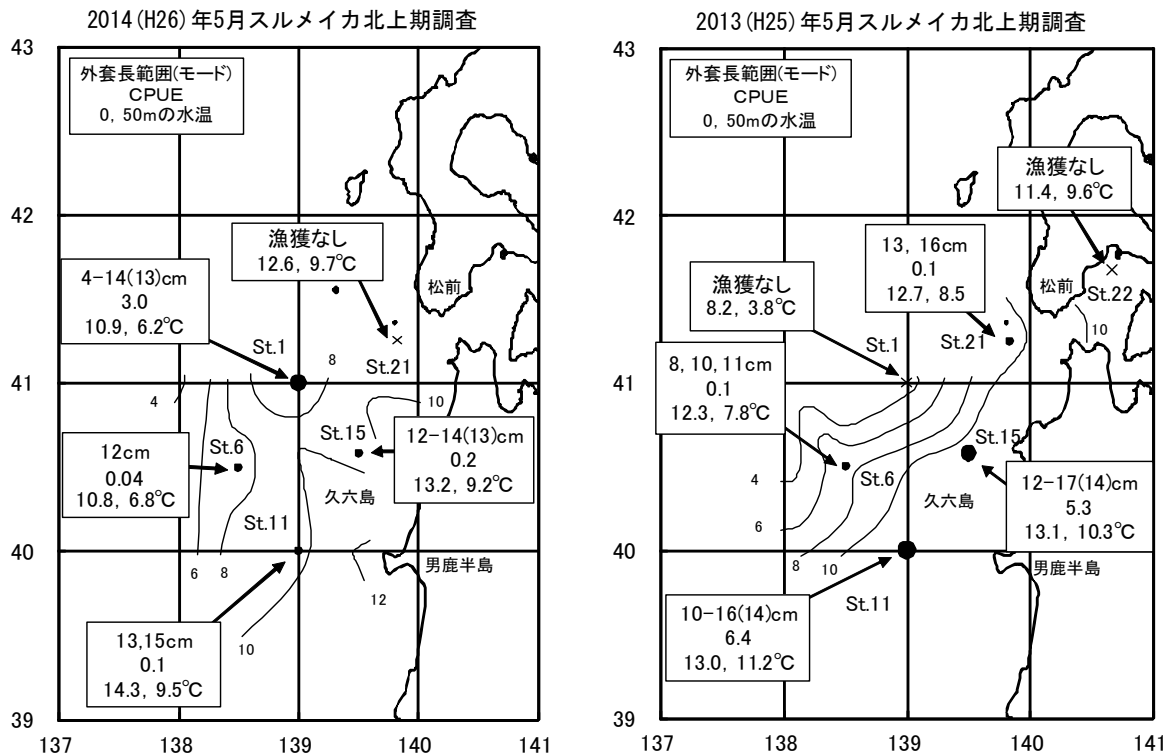 2014(H26)年5月スルメイカ北上期調査
43
外套長範囲(モード)
CPUE
0, 50mの水温
42
漁獲なし
12.6, 9.7℃
4-14(13)cm
3.0
10.9, 6.2℃
松前
St.1
8
St.21
41
4
10
St.15
12-14(13)cm
0.2
13.2, 9.2℃
12cm
0.04
10.8, 6.8℃
St.6
久六島
St.11
40
男鹿半島
6
8
12
10
13,15cm
0.1
14.3, 9.5℃
39
137
138
139
140
141
2013(H25)年5月スルメイカ北上期調査
43
外套長範囲(モード)
CPUE
0, 50mの水温
漁獲なし
11.4, 9.6℃
42
13, 16cm
0.1
12.7, 8.5
漁獲なし
8.2, 3.8℃
松前
St.22
10
St.1
St.21
8, 10, 11cm
0.1
12.3, 7.8℃
41
St.15
4
St.6
久六島
12-17(14)cm
5.3
13.1, 10.3℃
6
40
8
10
男鹿半島
10-16(14)cm
6.4
13.0, 11.2℃
St.11
39
137
138
139
140
141